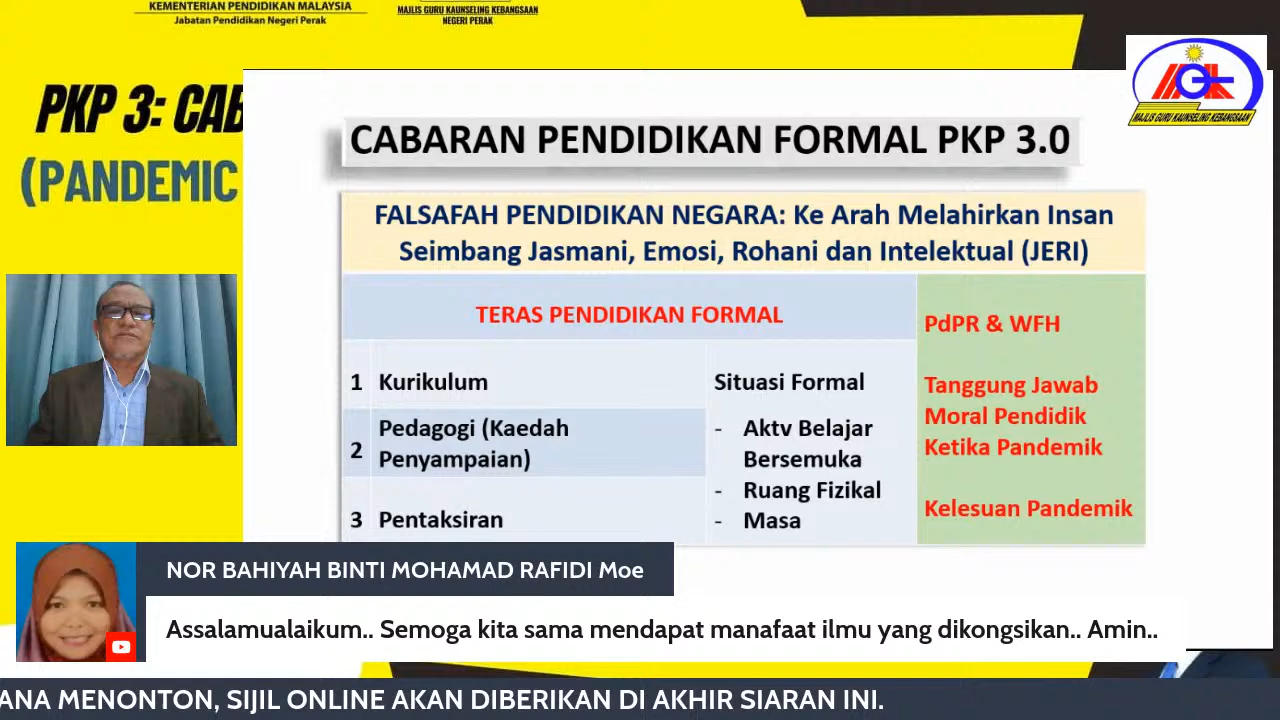 KEMENTERIAN PENDIDIKAN MALAYSIA
Jabatan Pendidikan Negeri Perak
MAJLIS GURU KAUNSELING KEBANGSAAN
NEGERI PERAK
PKP 3: CAB
(PANDEMIC
MAJLIS GURU KAUNSELING KEBANGSAAN
CABARAN PENDIDIKAN FORMAL PKP 3.0
FALSAFAH PENDIDIKAN NEGARA: Ke Arah Melahirkan Insan
Seimbang Jasmani, Emosi, Rohani dan Intelektual (JERI)
TERAS PENDIDIKAN FORMAL
1 Kurikulum
2 Pedagogi (Kaedah
Penyampaian)
3 Pentaksiran
Situasi Formal
- Aktv Belajar
Bersemuka
- Ruang Fizikal
- Masa
PdPR & WFH
Tanggung Jawab
Moral Pendidik
Ketika Pandemik
Kelesuan Pandemik
NOR BAHIYAH BINTI MOHAMAD RAFIDI Moe
Assalamualaikum.. Semoga kita sama mendapat manafaat ilmu yang dikongsikan.. Amin..
ANA MENONTON, SIJIL ONLINE AKAN DIBERIKAN DI AKHIR SIARAN INI.